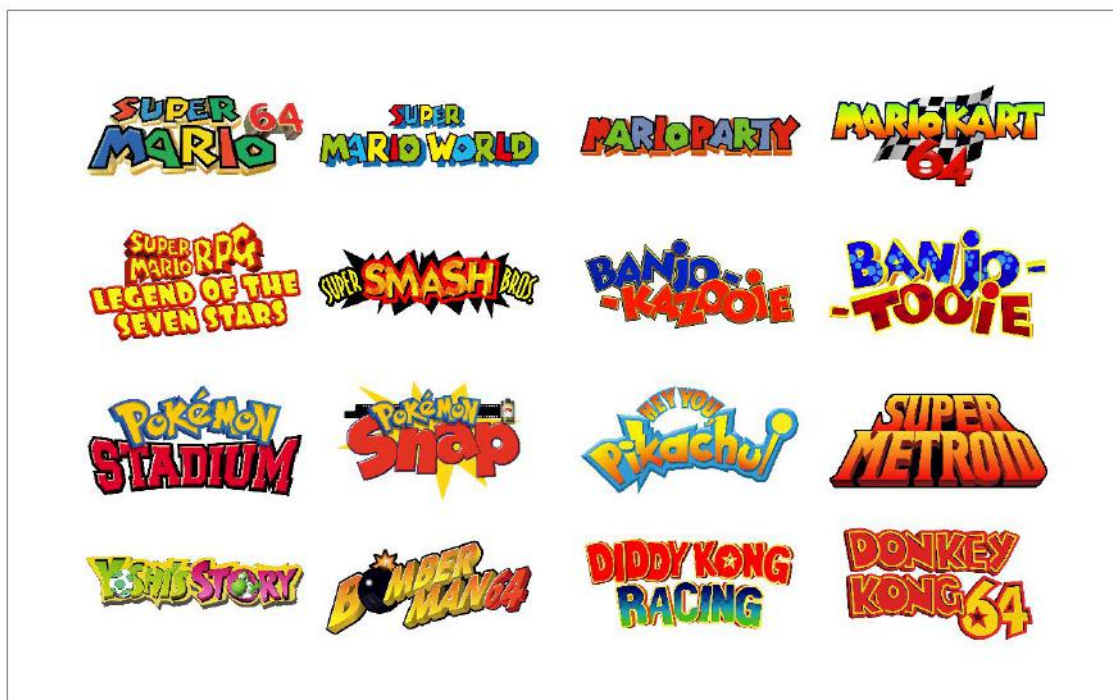 SUPER
MARIO 64
SUPER
MARIO WORLD
MARIO PARTY
MARIO KART
64
SUPER
MARIO RPG
LEGEND OF THE
SEVEN STARS
SUPER SMASH BROS.
BANJO-
-KAZOOIE
BANJO-
-TOOIE
POKéMON
STADIUM
POKéMON
Snap
HEY YOU
Pikachu!
SUPER
METROID
YOSHI'S STORY
BOMBER
MAN 64
DIDDY KONG
RACING
DONKEY
KONG 64